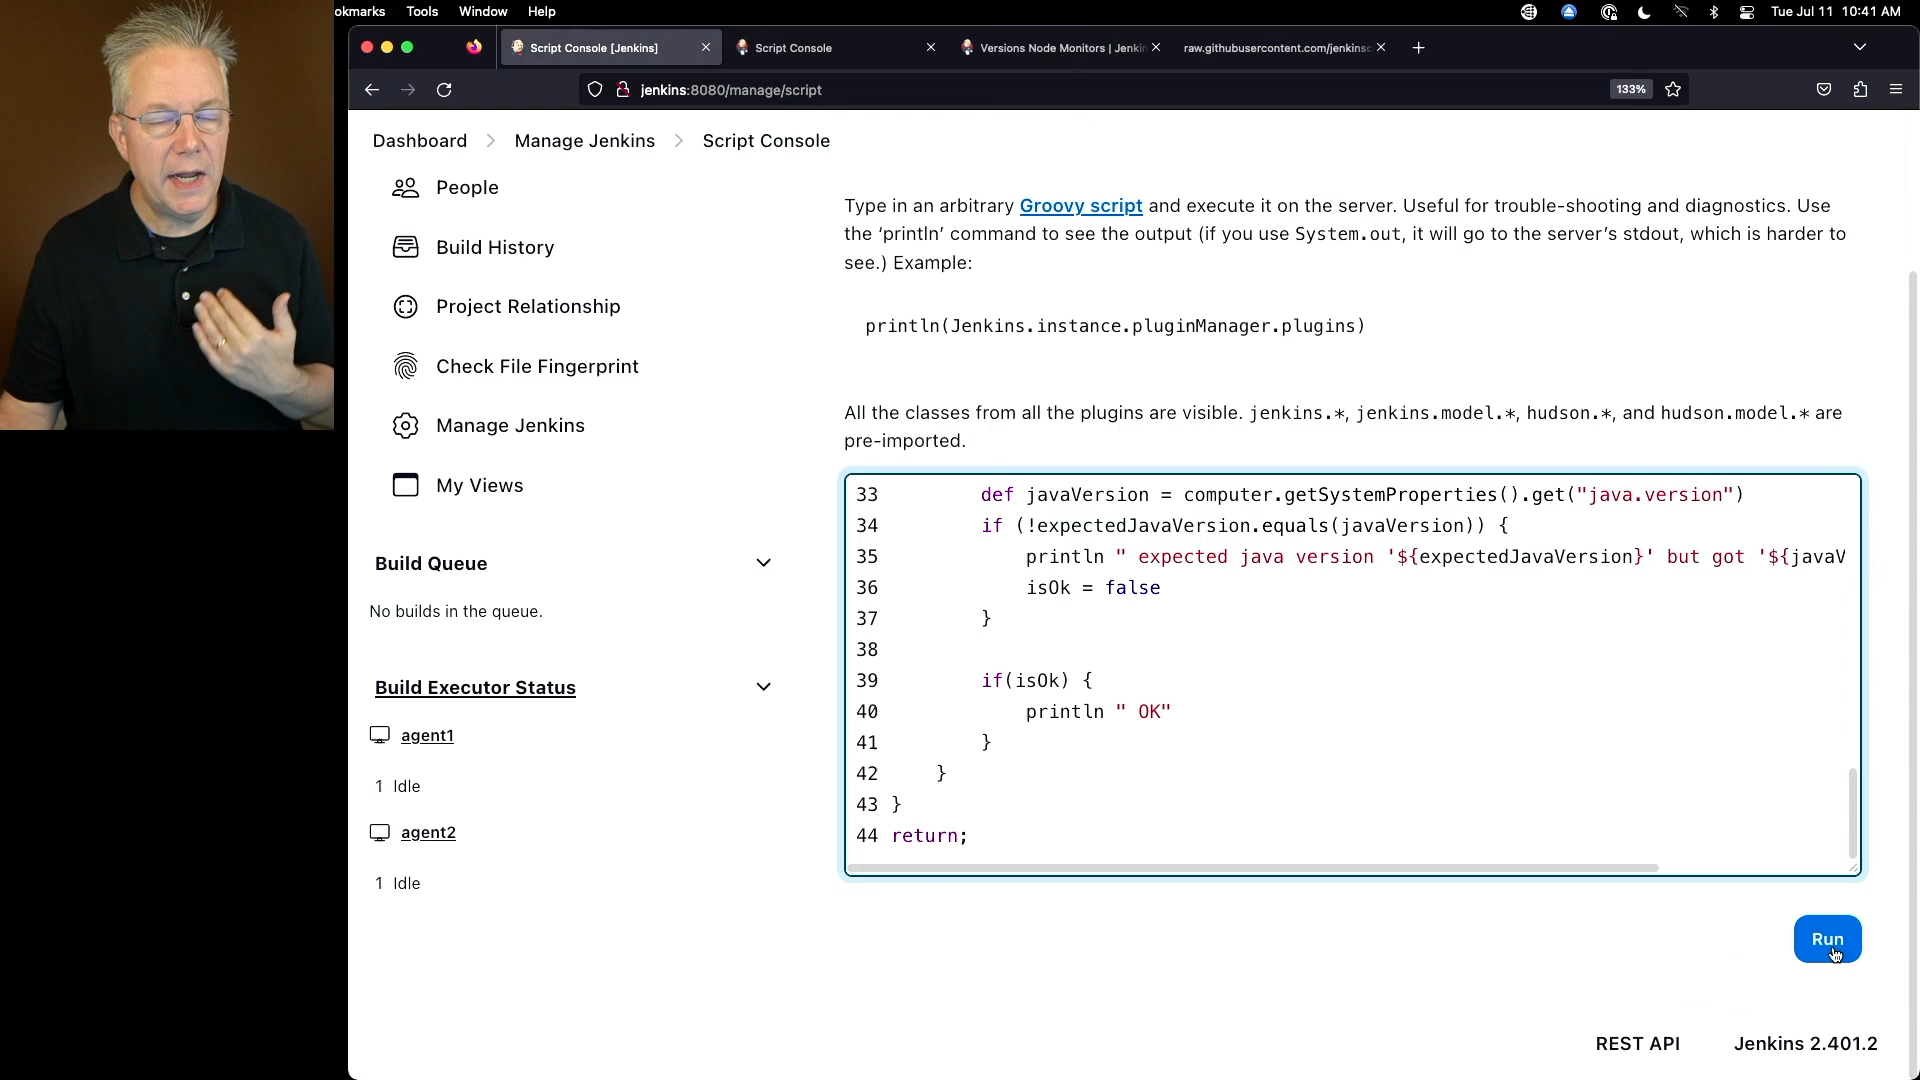 okmarks Tools Window Help Tue Jul 11 10:41 AM
Script Console [Jenkins] Script Console Versions Node Monitors | Jenkin raw.githubusercontent.com/jenkinsc
jenkins:8080/manage/script 133%
Dashboard Manage Jenkins Script Console
People
Build History
Project Relationship
Check File Fingerprint
Manage Jenkins
My Views
Build Queue
No builds in the queue.
Build Executor Status
agent1
1 Idle
agent2
1 Idle
Type in an arbitrary Groovy script and execute it on the server. Useful for trouble-shooting and diagnostics. Use
the ‘println’ command to see the output (if you use System.out, it will go to the server’s stdout, which is harder to
see.) Example:
println(Jenkins.instance.pluginManager.plugins)
All the classes from all the plugins are visible. jenkins.*, jenkins.model.*, hudson.*, and hudson.model.* are
pre-imported.
33 def javaVersion = computer.getSystemProperties().get("java.version")
34 if (!expectedJavaVersion.equals(javaVersion)) {
35 println " expected java version '${expectedJavaVersion}' but got '${javaV
36 isOk = false
37 }
38
39 if(isOk) {
40 println " OK"
41 }
42 }
43 }
44 return;
Run
REST API Jenkins 2.401.2